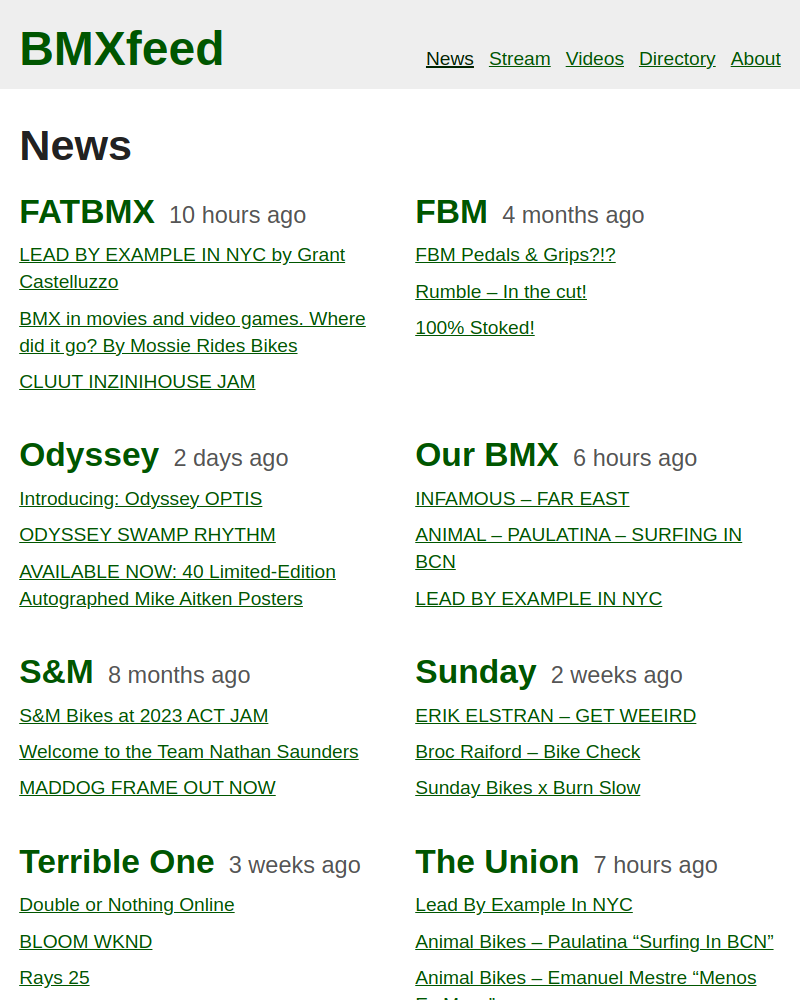 BMXfeed
News Stream Videos Directory About
News
FATBMX 10 hours ago
LEAD BY EXAMPLE IN NYC by Grant
Castelluzzo
BMX in movies and video games. Where
did it go? By Mossie Rides Bikes
CLUUT INZINIHOUSE JAM
FBM 4 months ago
FBM Pedals & Grips?!?
Rumble – In the cut!
100% Stoked!
Odyssey 2 days ago
Introducing: Odyssey OPTIS
ODYSSEY SWAMP RHYTHM
AVAILABLE NOW: 40 Limited-Edition
Autographed Mike Aitken Posters
Our BMX 6 hours ago
INFAMOUS – FAR EAST
ANIMAL – PAULATINA – SURFING IN
BCN
LEAD BY EXAMPLE IN NYC
S&M 8 months ago
S&M Bikes at 2023 ACT JAM
Welcome to the Team Nathan Saunders
MADDOG FRAME OUT NOW
Sunday 2 weeks ago
ERIK ELSTRAN – GET WEEIRD
Broc Raiford – Bike Check
Sunday Bikes x Burn Slow
Terrible One 3 weeks ago
Double or Nothing Online
BLOOM WKND
Rays 25
The Union 7 hours ago
Lead By Example In NYC
Animal Bikes – Paulatina “Surfing In BCN”
Animal Bikes – Emanuel Mestre “Menos